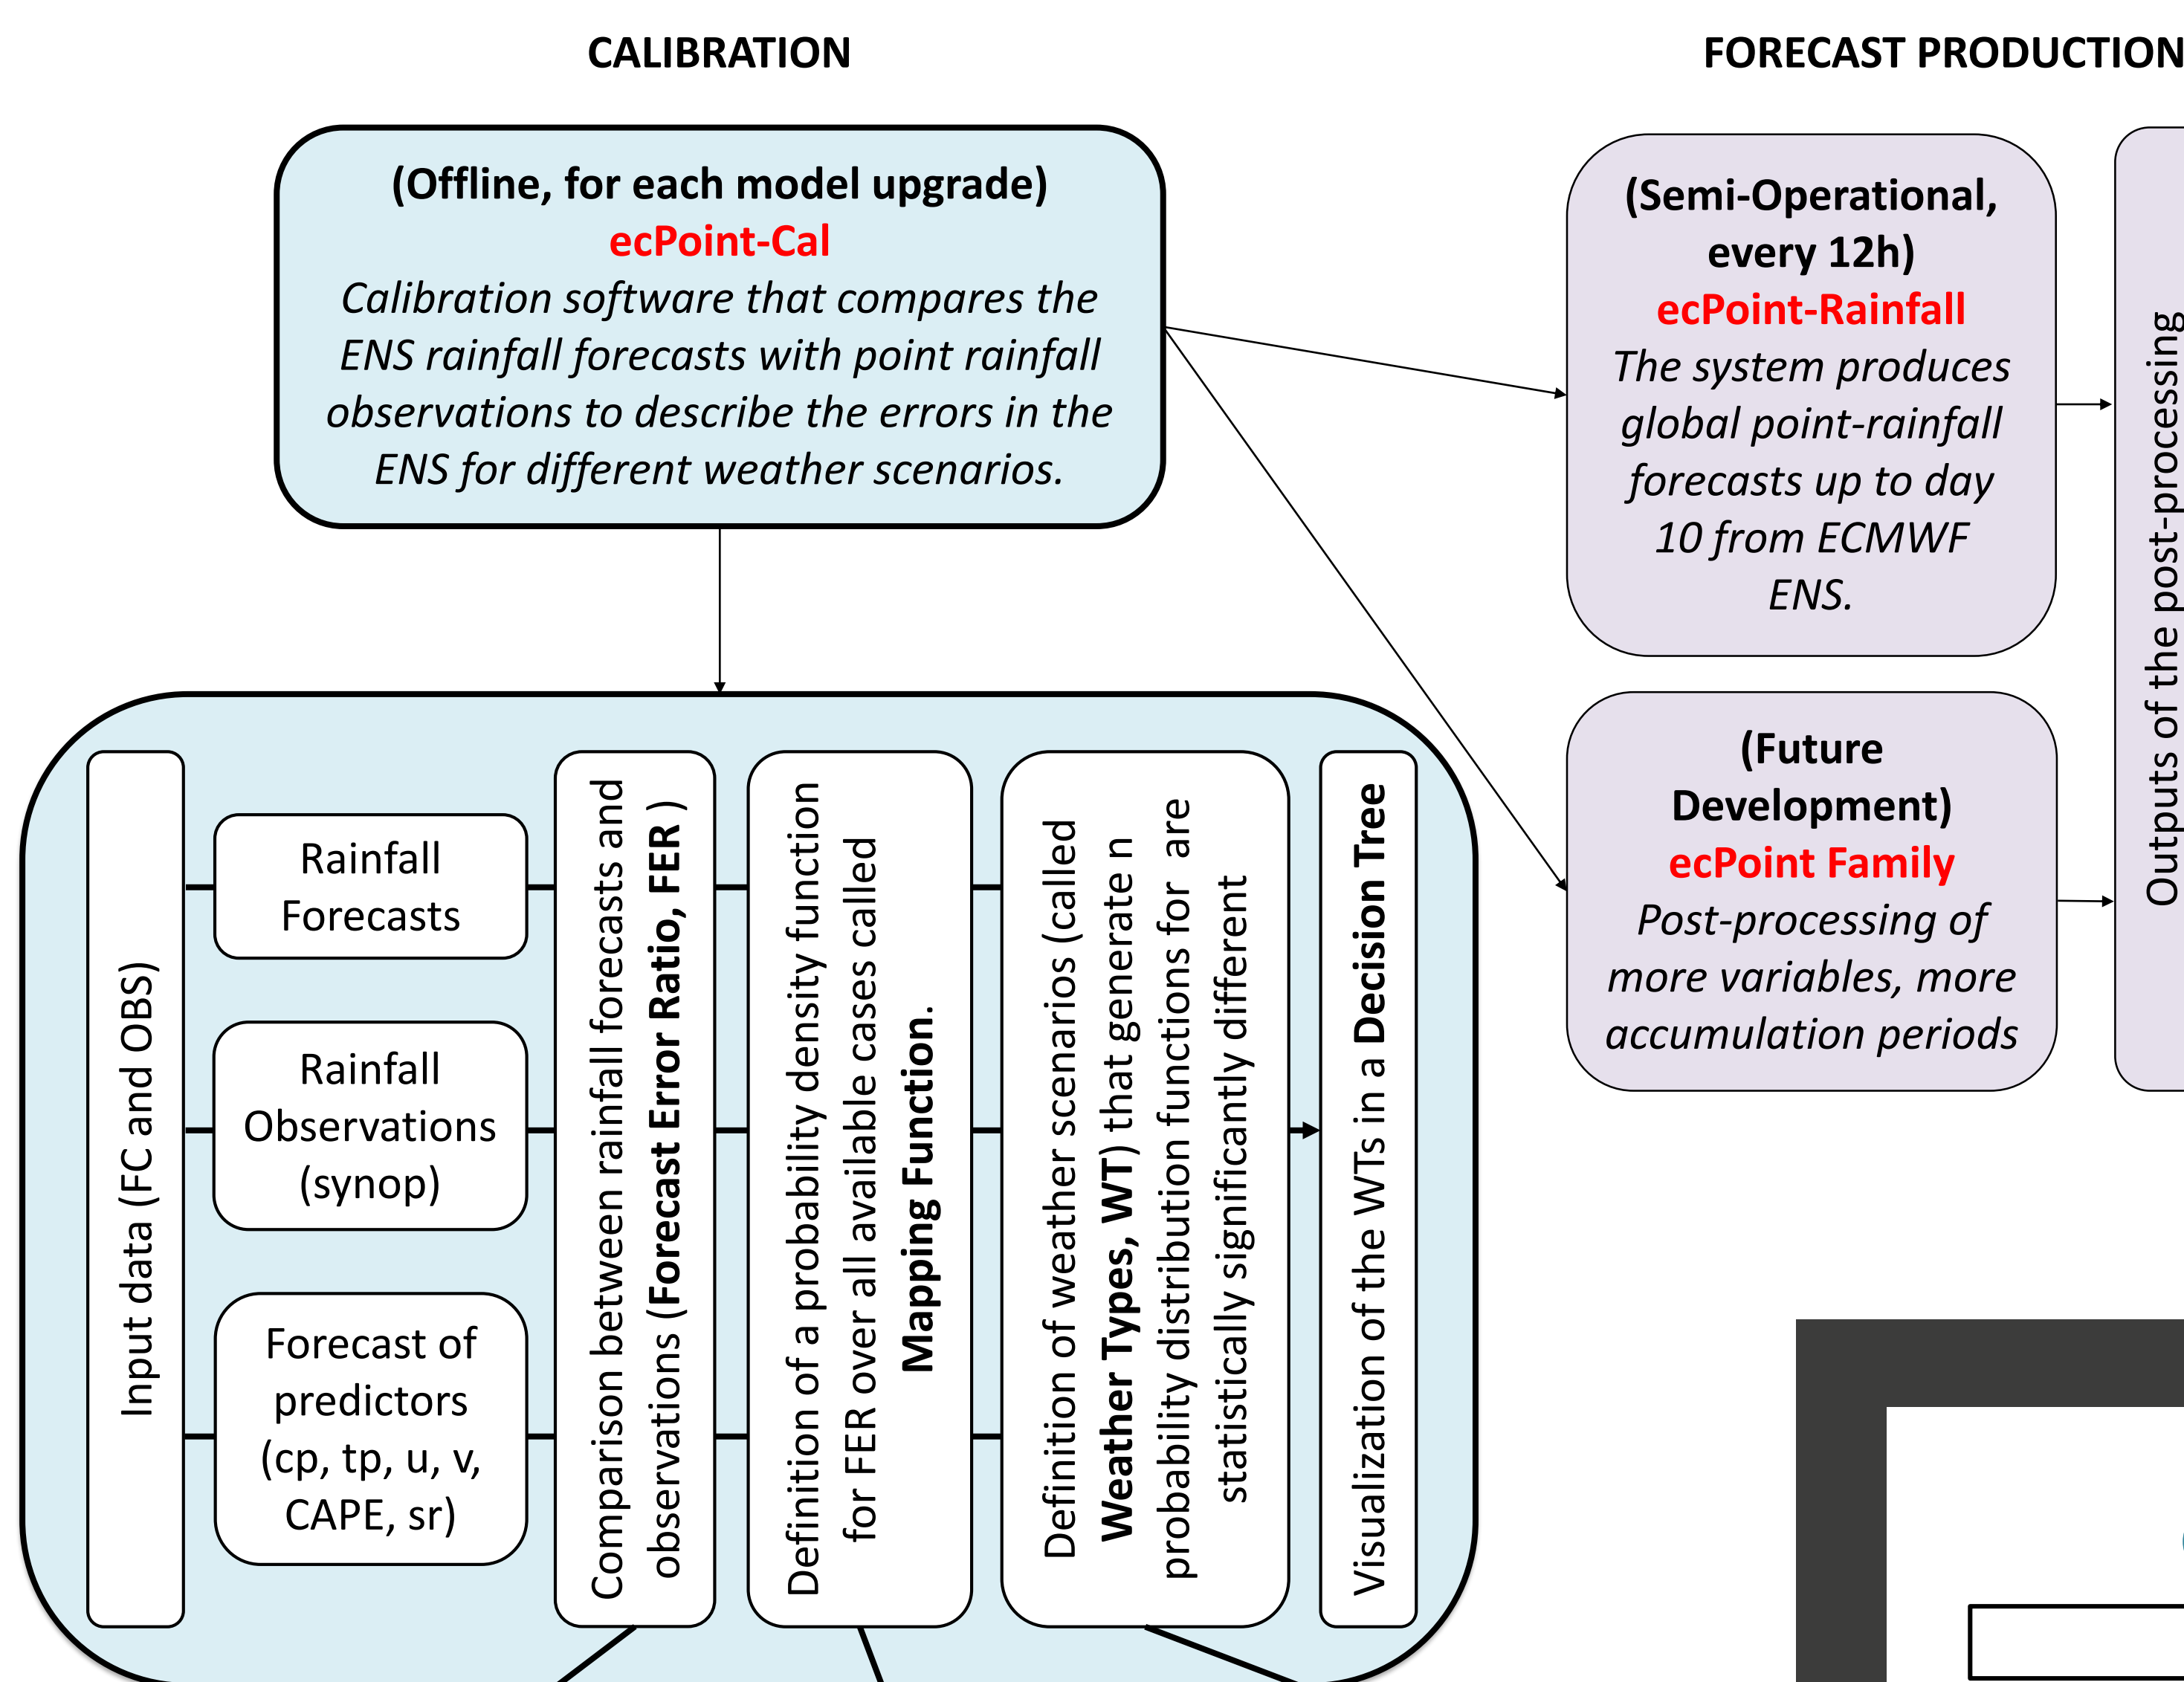 CALIBRATION
FORECAST PRODUCTION
(Offline, for each model upgrade)
ecPoint-Cal
Calibration software that compares the
ENS rainfall forecasts with point rainfall
observations to describe the errors in the
ENS for different weather scenarios.
(Semi-Operational,
every 12h)
ecPoint-Rainfall
The system produces
global point-rainfall
forecasts up to day
10 from ECMWF
ENS.
(Future
Development)
ecPoint Family
Post-processing of
more variables, more
accumulation periods
Outputs of the post-processing
Input data (FC and OBS)
Rainfall
Forecasts
Rainfall
Observations
(synop)
Forecast of
predictors
(cp, tp, u, v,
CAPE, sr)
Comparison between rainfall forecasts and
observations (Forecast Error Ratio, FER )
Definition of a probability density function
for FER over all available cases called
Mapping Function.
Definition of weather scenarios (called
Weather Types, WT) that generate n
probability distribution functions for  are
statistically significantly different
Visualization of the WTs in a Decision Tree